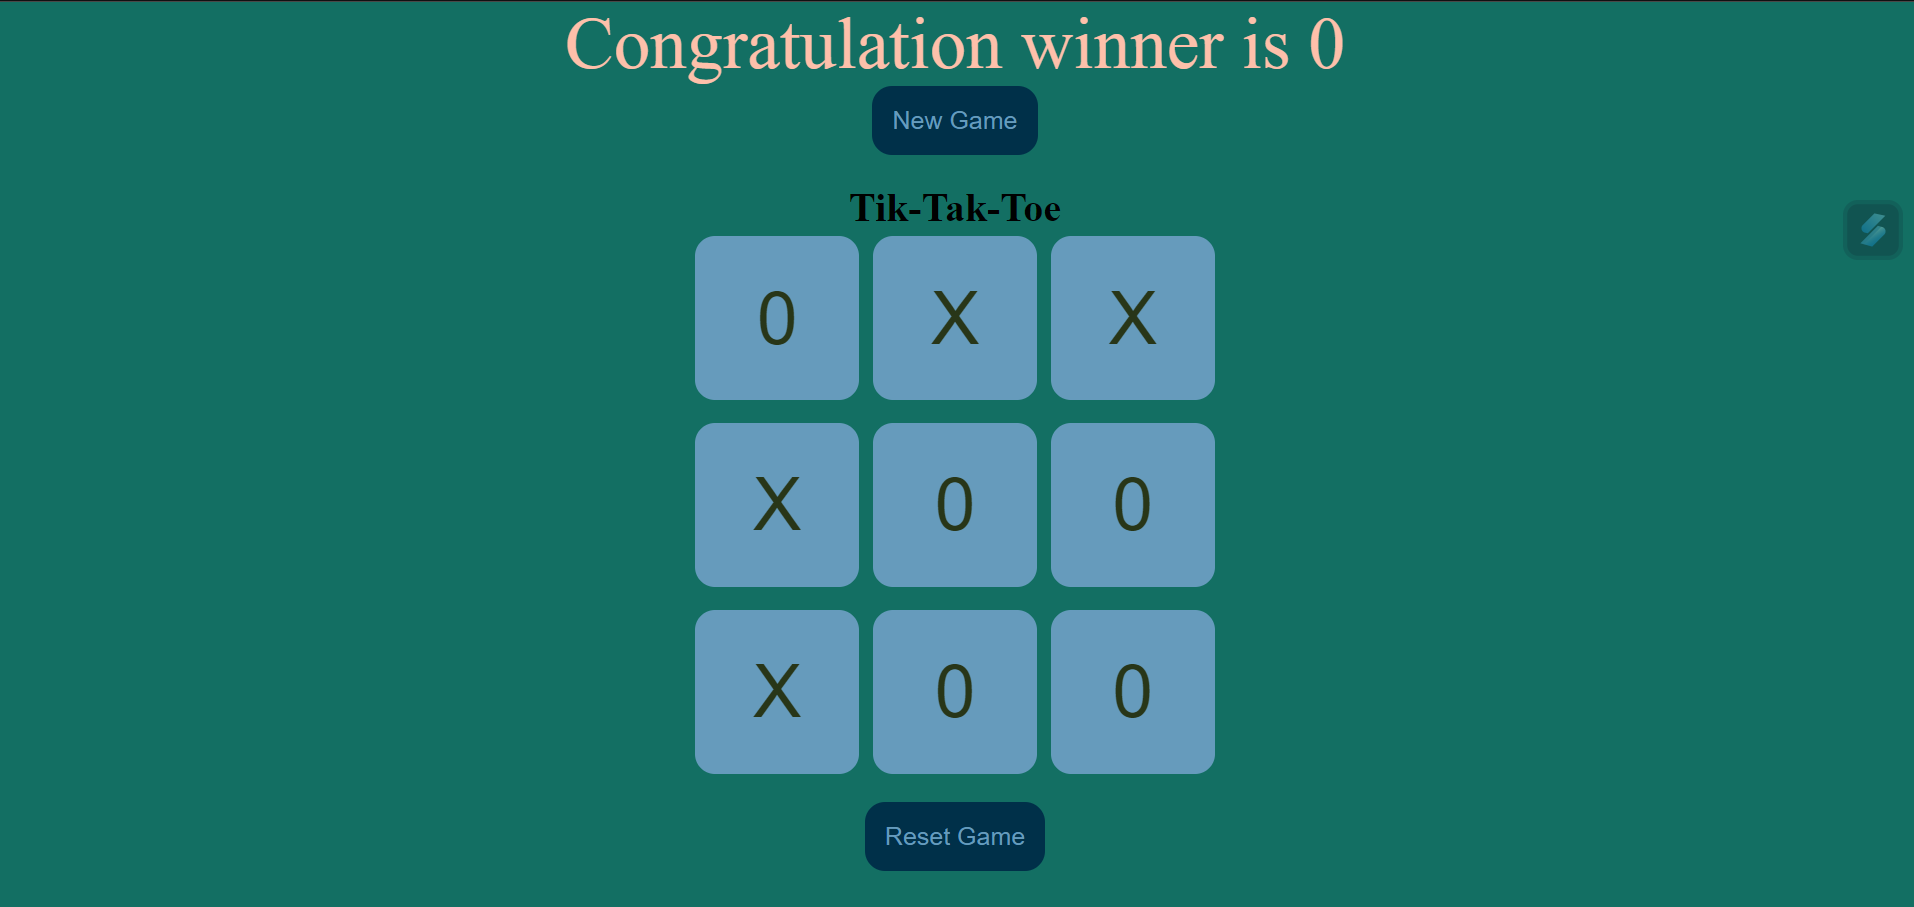 Congratulation winner is 0
New Game
Tik-Tak-Toe
0 X X
X 0 0
X 0 0
Reset Game